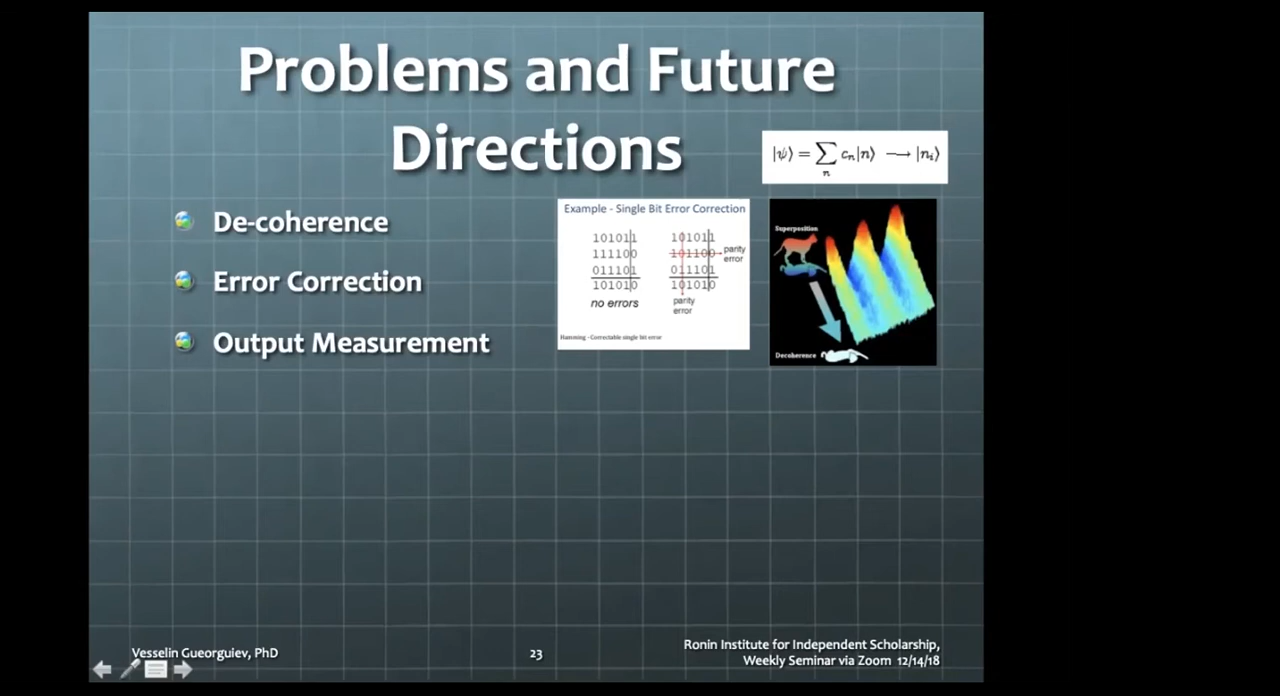 Problems and Future
Directions
|ψ⟩ = ∑ cₙ|n⟩ ⟶ |nᵢ⟩
n
De-coherence
Error Correction
Output Measurement
Example - Single Bit Error Correction
101011 101011
111100 101100 parity error
011101 011101
101010 101010
no errors parity error
Hamming - Correctable single bit error
Superposition
Decoherence
Vesselin Gueorguiev, PhD
23
Ronin Institute for Independent Scholarship,
Weekly Seminar via Zoom 12/14/18